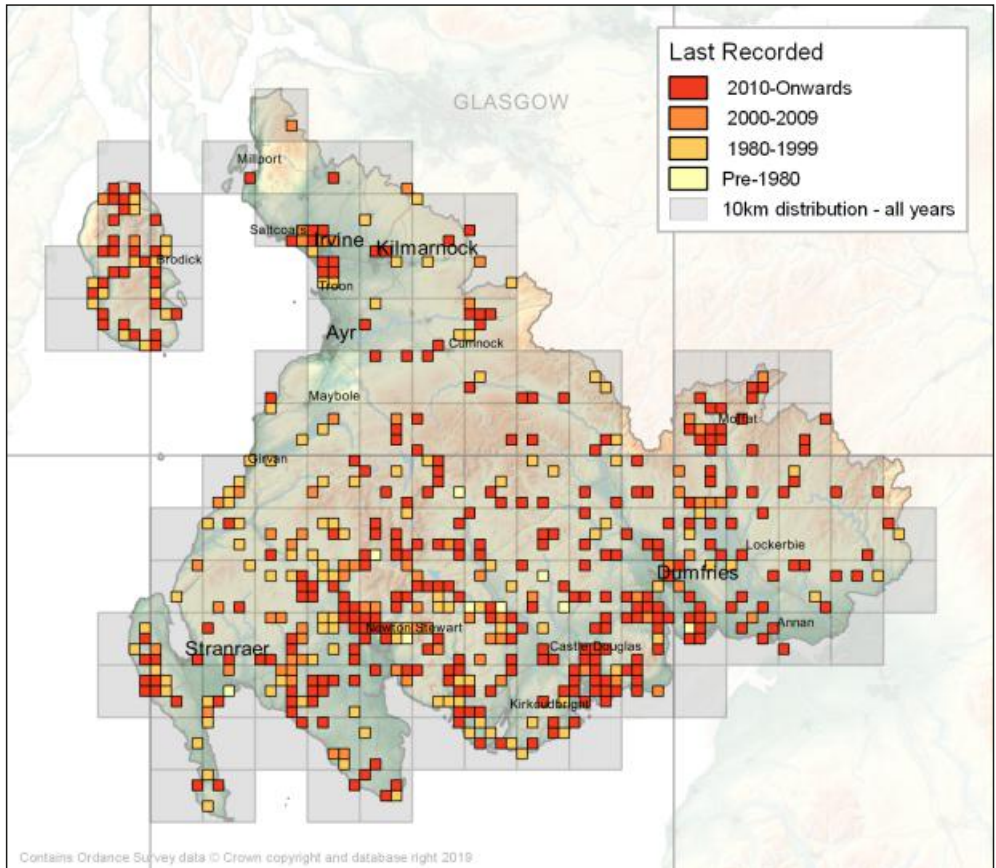 Last Recorded
2010-Onwards
2000-2009
1980-1999
Pre-1980
10km distribution - all years
GLASGOW
Millport
Saltcoats
Irvine
Kilmarnock
Brodick
Troon
Ayr
Cumnock
Maybole
Moffat
Girvan
Lockerbie
Dumfries
Annan
Newton Stewart
Stranraer
Castle Douglas
Kirkcudbright
Contains Ordance Survey data © Crown copyright and database right 2019